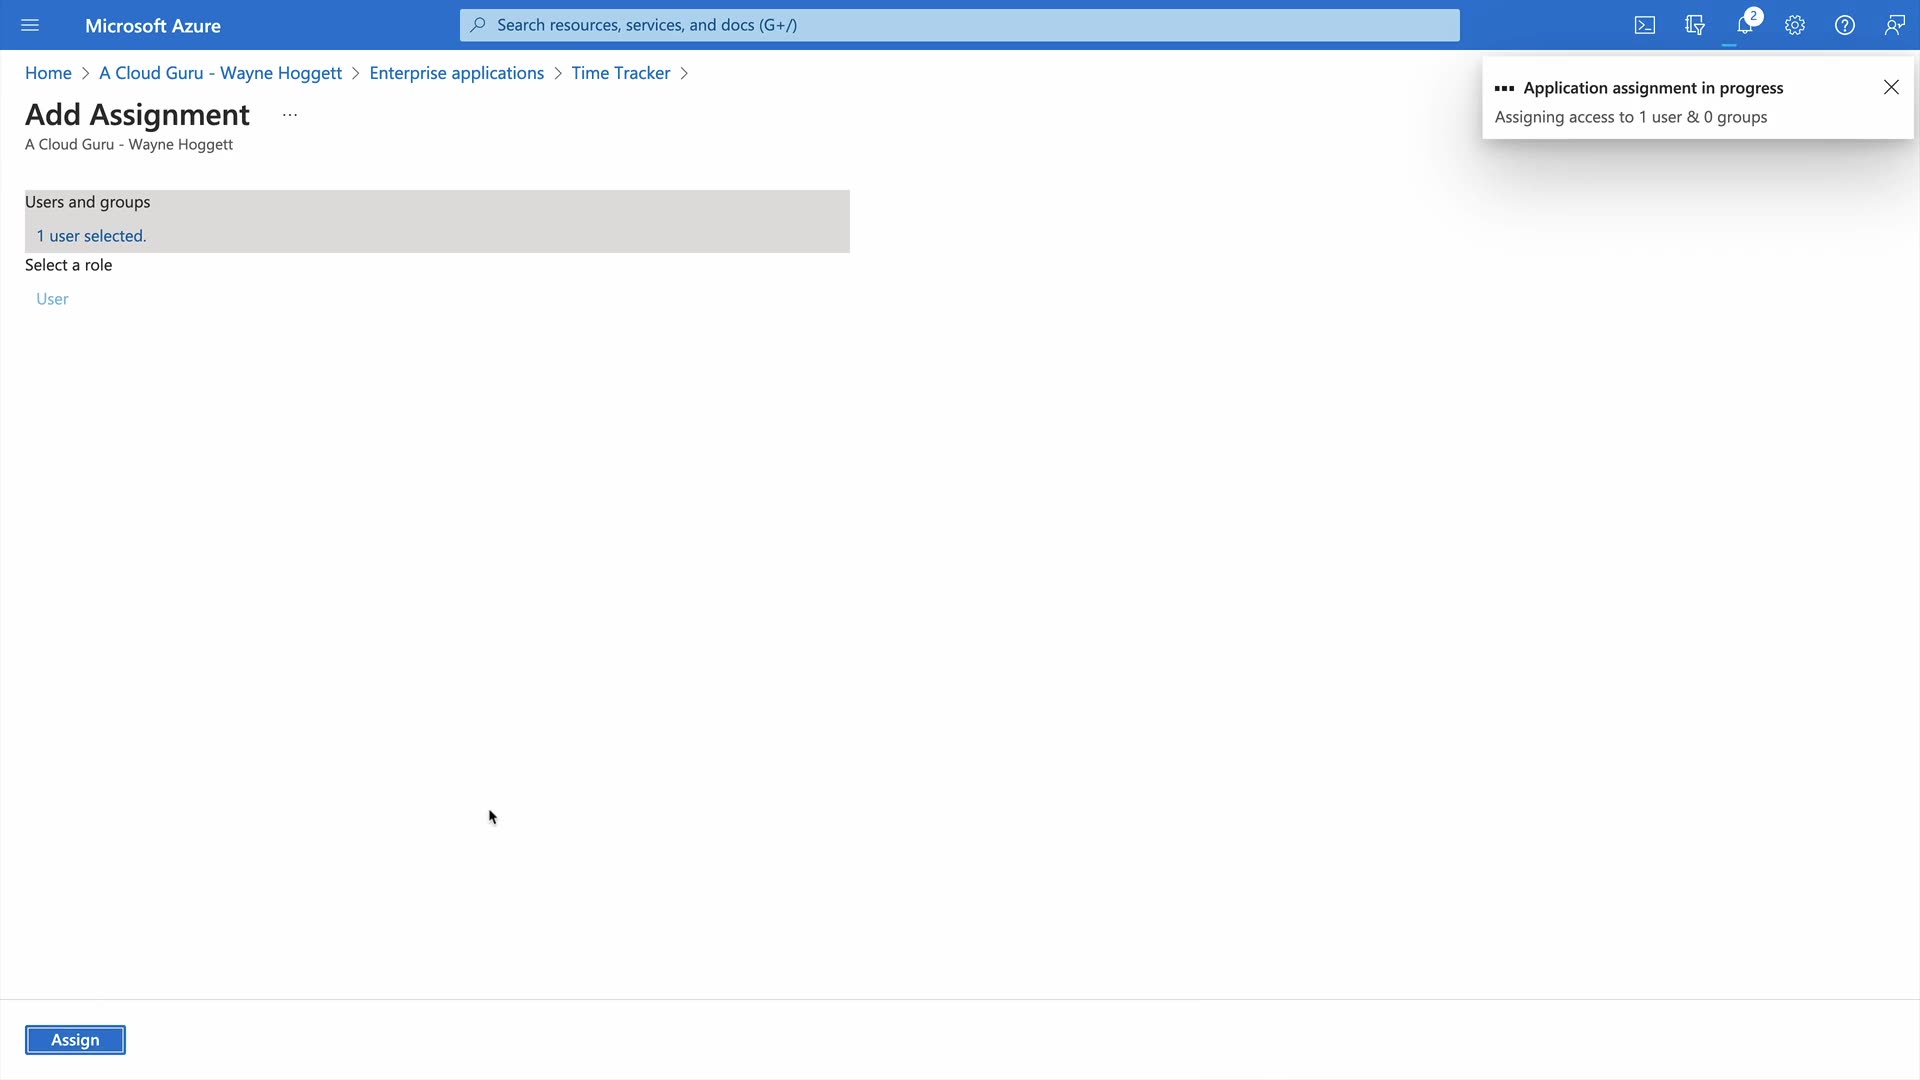 Microsoft Azure
Search resources, services, and docs (G+/)
2
Home > A Cloud Guru - Wayne Hoggett > Enterprise applications > Time Tracker >
Add Assignment ...
A Cloud Guru - Wayne Hoggett
Application assignment in progress
Assigning access to 1 user & 0 groups
Users and groups
1 user selected.
Select a role
User
Assign